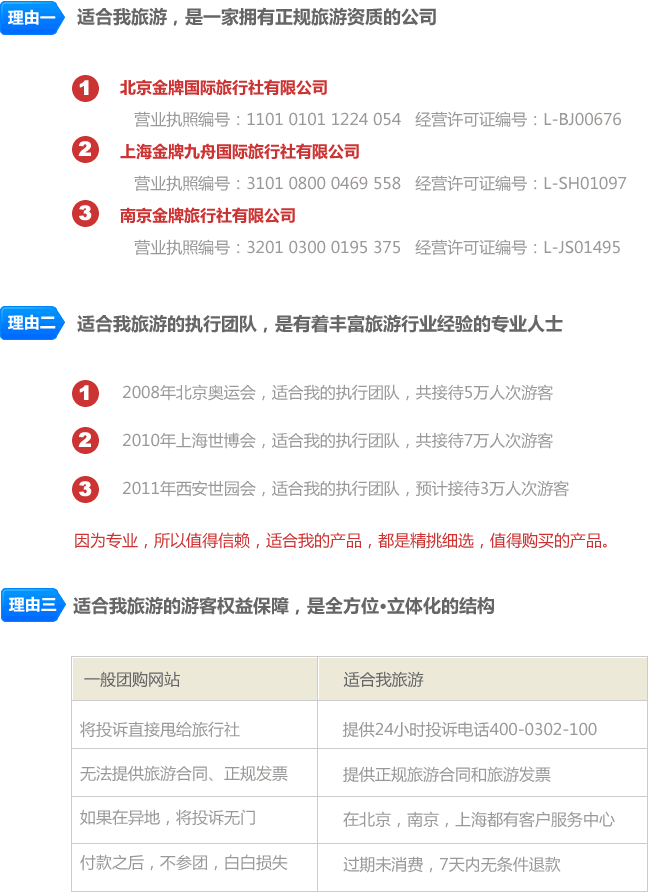 理由一 适合我旅游，是一家拥有正规旅游资质的公司
1 北京金牌国际旅行社有限公司
营业执照编号：1101 0101 1224 054 经营许可证编号：L-BJ00676
2 上海金牌九舟国际旅行社有限公司
营业执照编号：3101 0800 0469 558 经营许可证编号：L-SH01097
3 南京金牌旅行社有限公司
营业执照编号：3201 0300 0195 375 经营许可证编号：L-JS01495
理由二 适合我旅游的执行团队，是有着丰富旅游行业经验的专业人士
1 2008年北京奥运会，适合我的执行团队，共接待5万人次游客
2 2010年上海世博会，适合我的执行团队，共接待7万人次游客
3 2011年西安世园会，适合我的执行团队，预计接待3万人次游客
因为专业，所以值得信赖，适合我的产品，都是精挑细选，值得购买的产品。
理由三 适合我旅游的游客权益保障，是全方位•立体化的结构
一般团购网站 适合我旅游
将投诉直接甩给旅行社 提供24小时投诉电话400-0302-100
无法提供旅游合同、正规发票 提供正规旅游合同和旅游发票
如果在异地，将投诉无门 在北京，南京，上海都有客户服务中心
付款之后，不参团，白白损失 过期未消费，7天内无条件退款